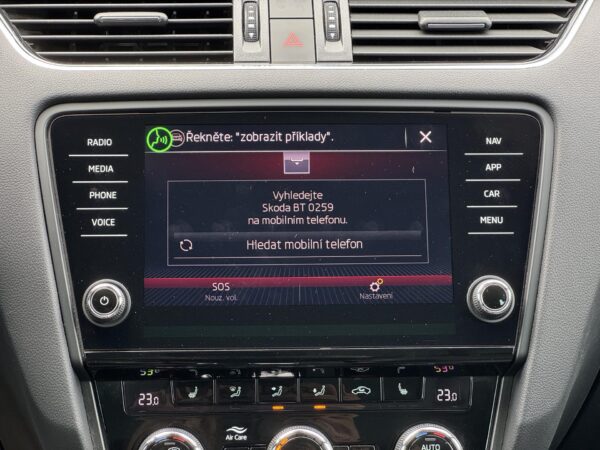 RADIO
MEDIA
PHONE
VOICE
NAV
APP
CAR
MENU
Řekněte: "zobrazit příklady".
Vyhledejte
Skoda BT 0259
na mobilním telefonu.
Hledat mobilní telefon
SOS
Nouz. vol.
Nastavení
23.0
23.0
Air Care
AUTO